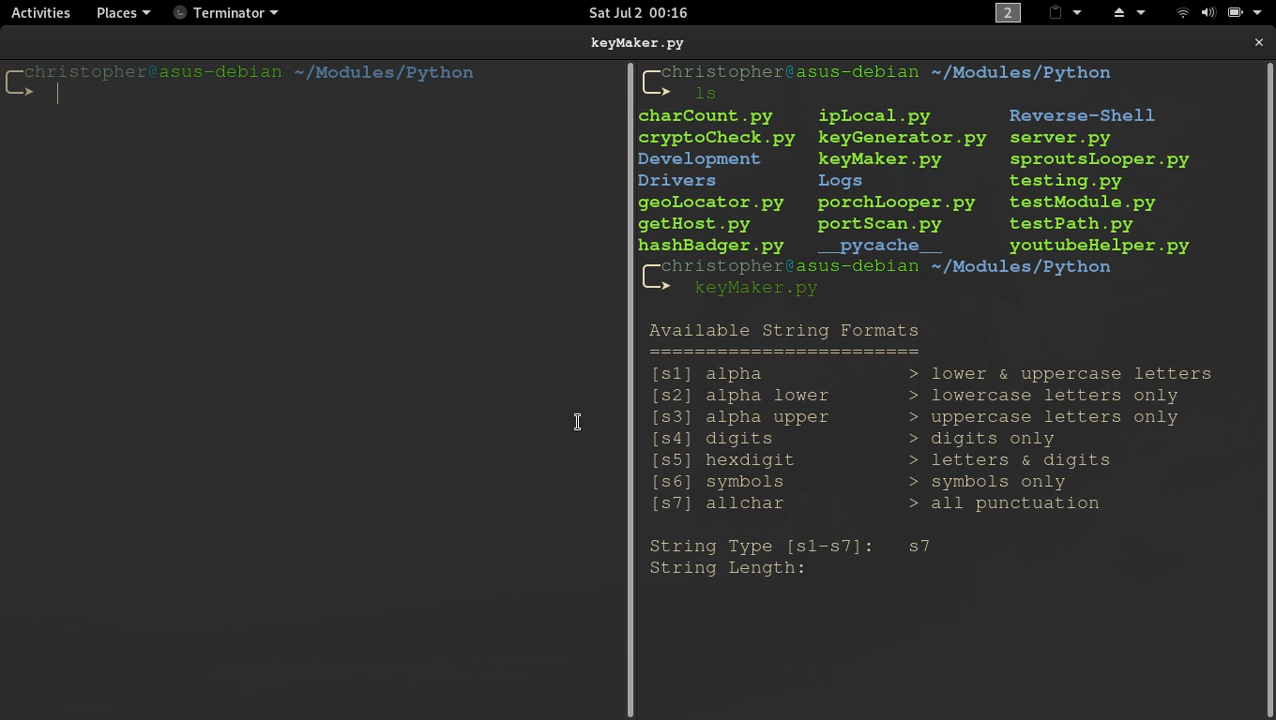 Activities Places Terminator Sat Jul 2 00:16 2
keyMaker.py ×
christopher@asus-debian ~/Modules/Python
christopher@asus-debian ~/Modules/Python
ls
charCount.py ipLocal.py Reverse-Shell
cryptoCheck.py keyGenerator.py server.py
Development keyMaker.py sproutsLooper.py
Drivers Logs testing.py
geoLocator.py porchLooper.py testModule.py
getHost.py portScan.py testPath.py
hashBadger.py __pycache__ youtubeHelper.py
christopher@asus-debian ~/Modules/Python
keyMaker.py
Available String Formats
========================
[s1] alpha > lower & uppercase letters
[s2] alpha lower > lowercase letters only
[s3] alpha upper > uppercase letters only
[s4] digits > digits only
[s5] hexdigit > letters & digits
[s6] symbols > symbols only
[s7] allchar > all punctuation
String Type [s1-s7]: s7
String Length: